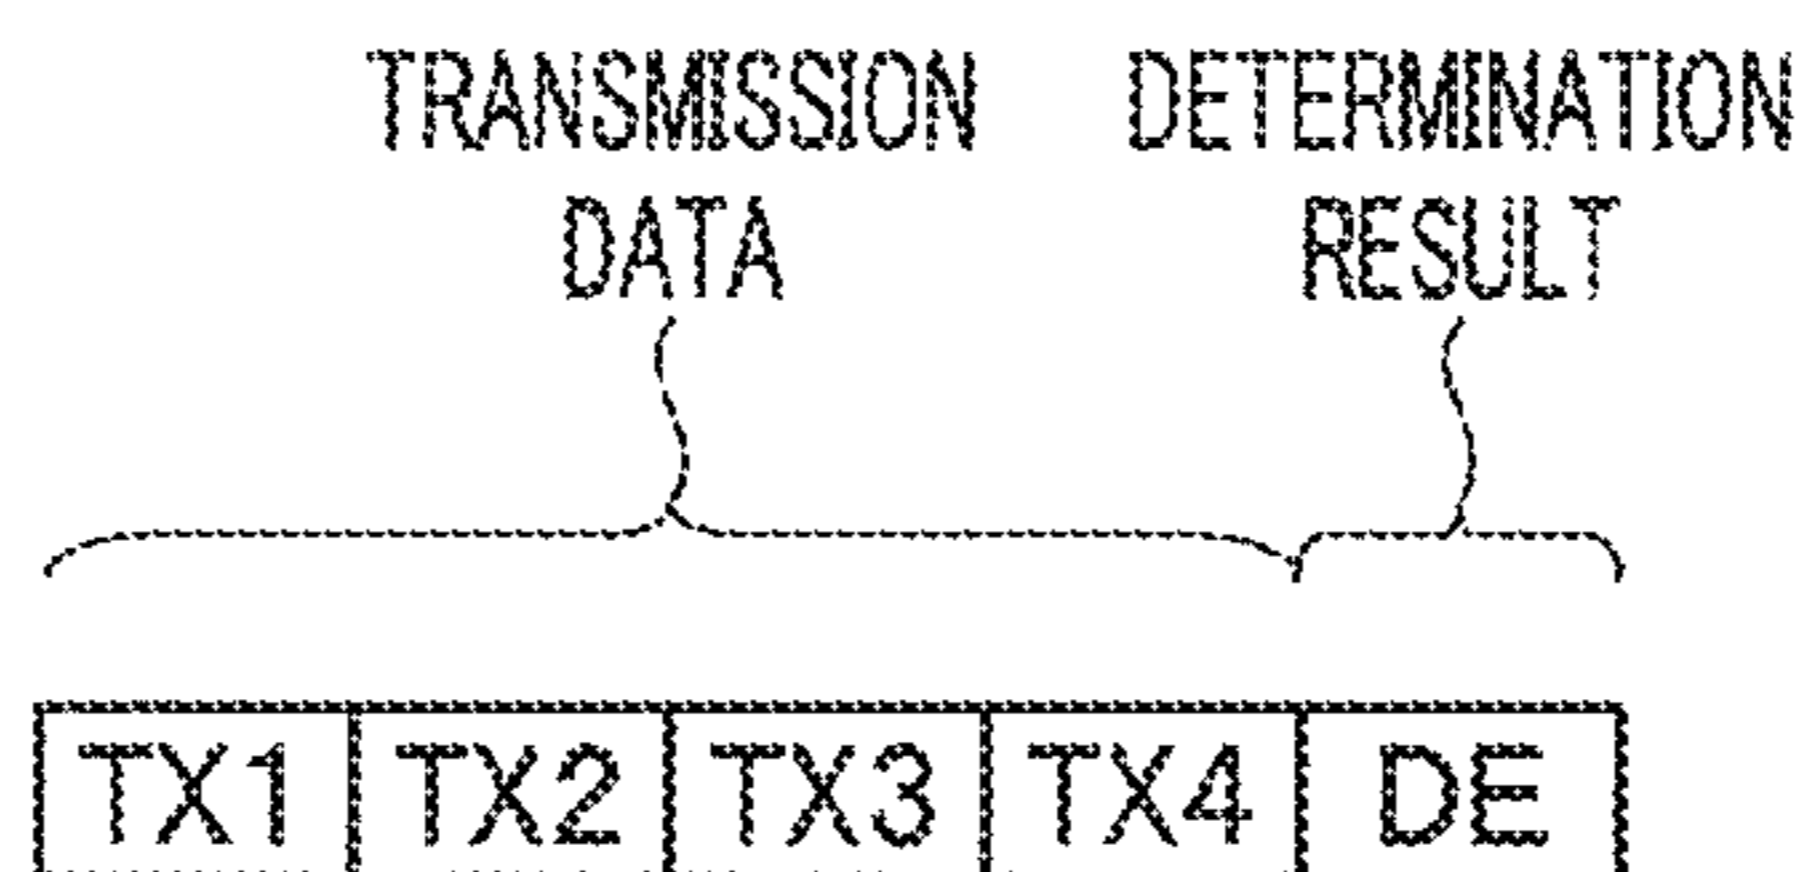 TRANSMISSION DATA
DETERMINATION RESULT
TX1 TX2 TX3 TX4 DE